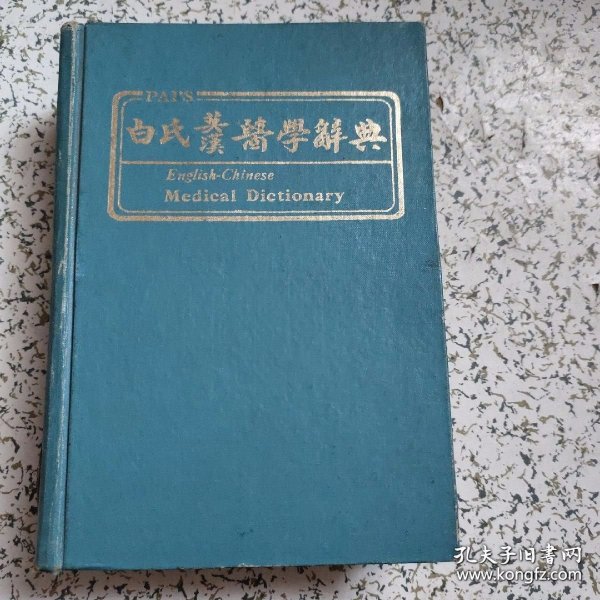 PAI'S
白氏英漢醫學辭典
English-Chinese
Medical Dictionary
孔夫子旧书网
www.kongfz.com